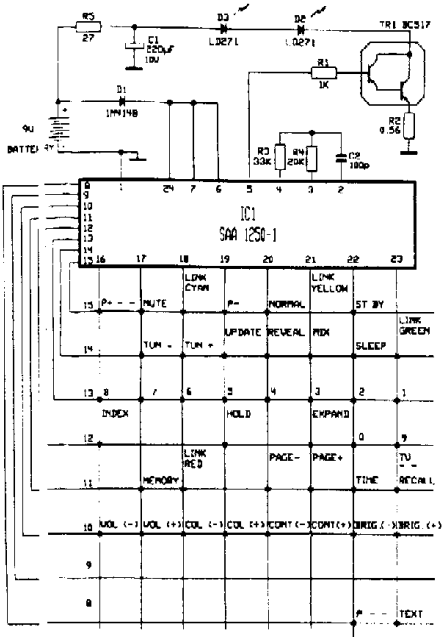 R5
27
C1
220µF
10V
D3
LD271
D2
LD271
TR1 BC517
R1
1K
R2
0.56
D1
1N4148
9V
BATTERY
R3
33K
R4
20K
C2
100p
1 24 7 6 5 4 3 2
IC1
SAA 1250-1
8
9
10
11
12
13
14
15
16 17 18 19 20 21 22 23
LINK CYAN
LINK YELLOW
15 P+ - - MUTE P- NORMAL ST BY
LINK GREEN
UPDATE REVEAL MIX
14 TUN - TUN + SLEEP
13 8 7 6 5 4 3 2 1
INDEX HOLD EXPAND
12 0 9
LINK RED
PAGE- PAGE+ TV
- -
11 MEMORY TIME RECALL
10 VOL (-) VOL (+) COL (-) COL (+) CONT(-) CONT(+) BRIG.(-) BRIG.(+)
9
8 P - - - TEXT